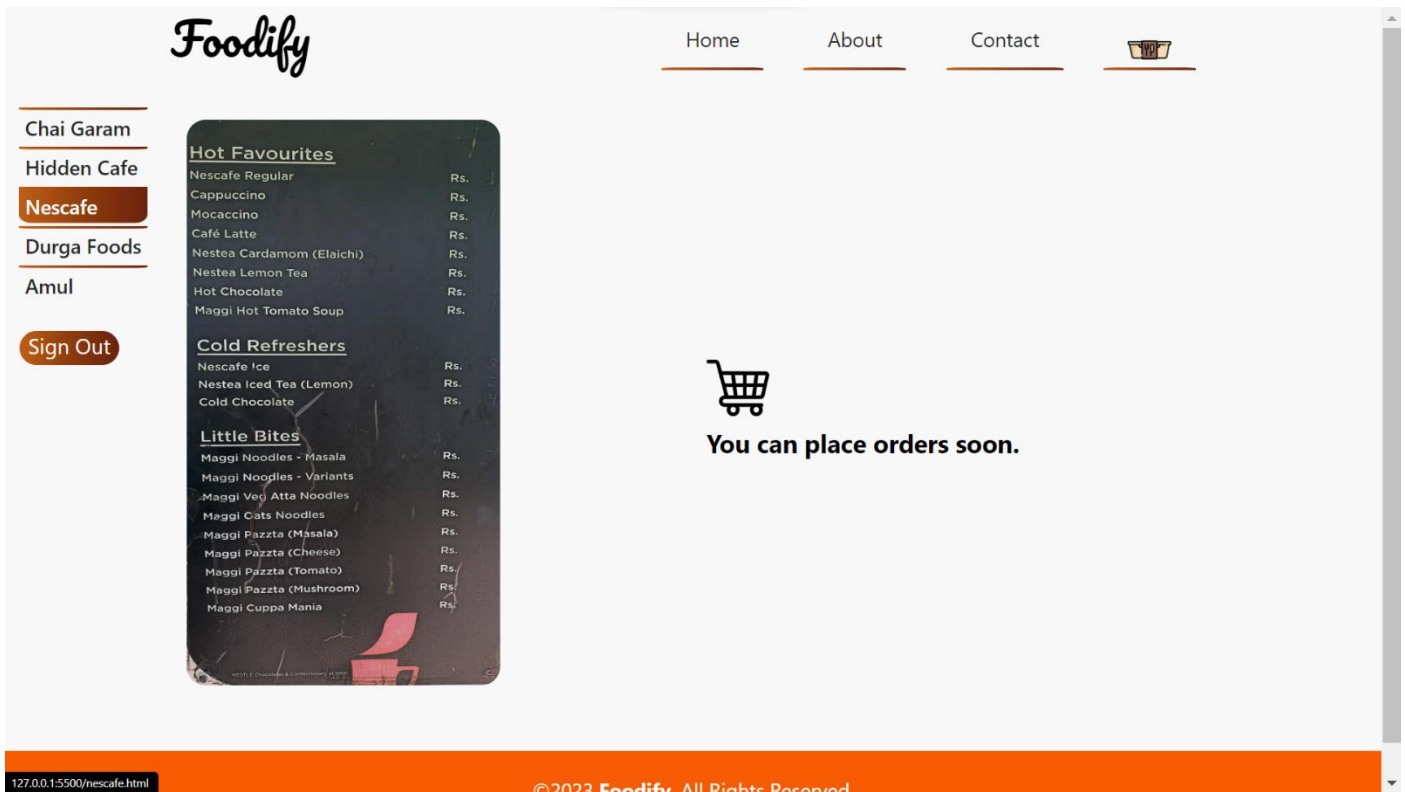 Foodify
Home About Contact
YP
Chai Garam
Hidden Cafe
Nescafe
Durga Foods
Amul
Sign Out
Hot Favourites
Nescafe Regular Rs.
Cappuccino Rs.
Mocaccino Rs.
Café Latte Rs.
Nestea Cardamom (Elaichi) Rs.
Nestea Lemon Tea Rs.
Hot Chocolate Rs.
Maggi Hot Tomato Soup Rs.
Cold Refreshers
Nescafe Ice Rs.
Nestea Iced Tea (Lemon) Rs.
Cold Chocolate Rs.
Little Bites
Maggi Noodles - Masala Rs.
Maggi Noodles - Variants Rs.
Maggi Veg Atta Noodles Rs.
Maggi Oats Noodles Rs.
Maggi Pazzta (Masala) Rs.
Maggi Pazzta (Cheese) Rs.
Maggi Pazzta (Tomato) Rs.
Maggi Pazzta (Mushroom) Rs.
Maggi Cuppa Mania Rs.
You can place orders soon.
©2023 Foodify. All Rights Reserved
127.0.0.1:5500/nescafe.html